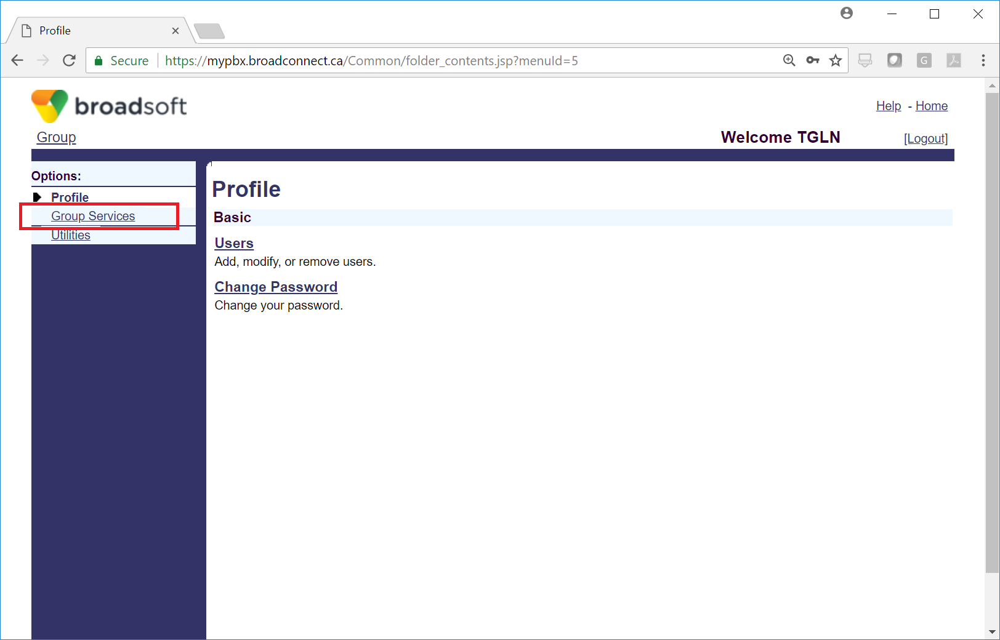 Profile
Secure https://mypbx.broadconnect.ca/Common/folder_contents.jsp?menuId=5
G
broadsoft
Help - Home
Group
Welcome TGLN
[Logout]
Options:
Profile
Group Services
Utilities
Profile
Basic
Users
Add, modify, or remove users.
Change Password
Change your password.